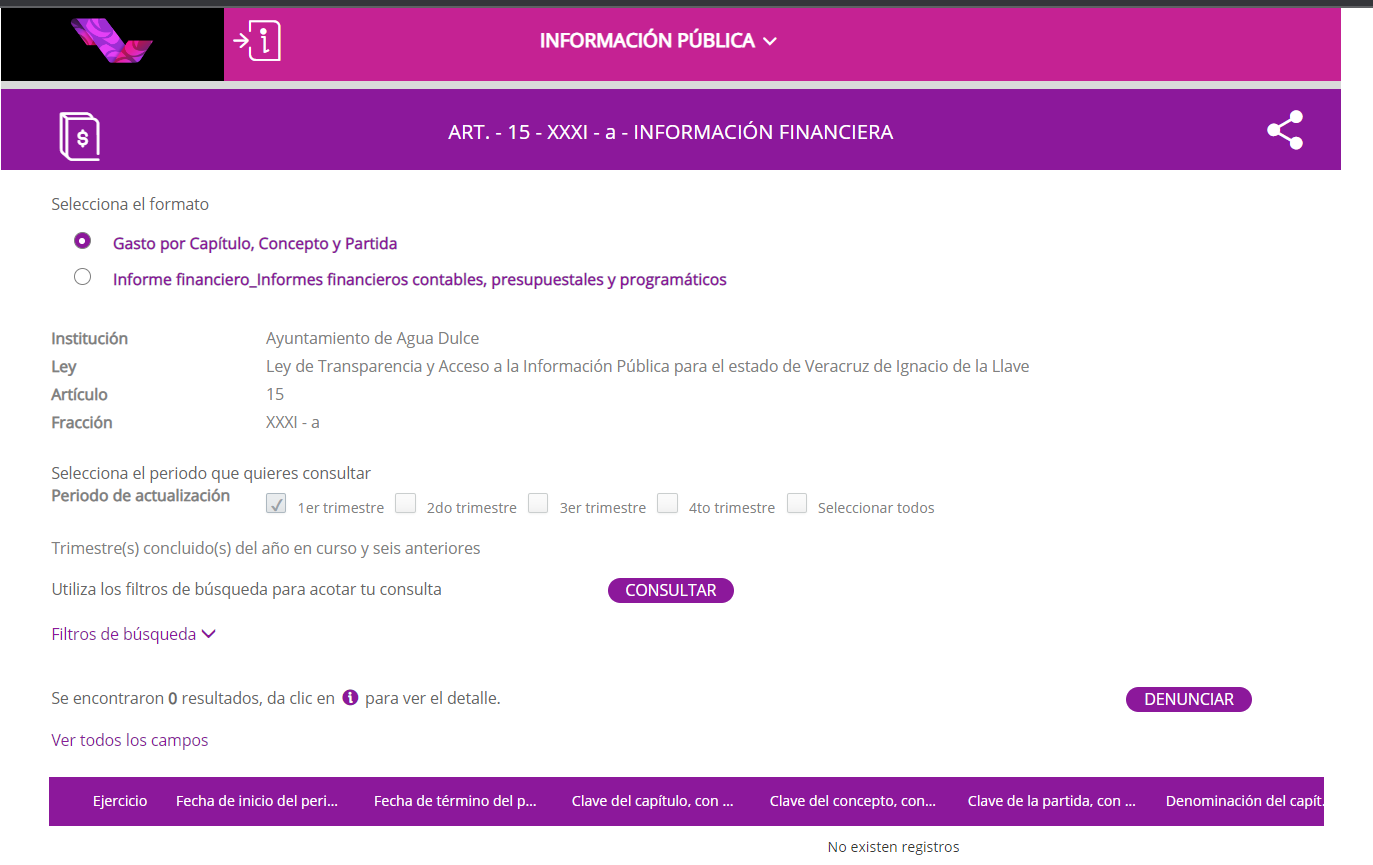 INFORMACIÓN PÚBLICA
ART. - 15 - XXXI - a - INFORMACIÓN FINANCIERA
Selecciona el formato
Gasto por Capítulo, Concepto y Partida
Informe financiero_Informes financieros contables, presupuestales y programáticos
Institución Ayuntamiento de Agua Dulce
Ley Ley de Transparencia y Acceso a la Información Pública para el estado de Veracruz de Ignacio de la Llave
Artículo 15
Fracción XXXI - a
Selecciona el periodo que quieres consultar
Periodo de actualización 1er trimestre 2do trimestre 3er trimestre 4to trimestre Seleccionar todos
Trimestre(s) concluido(s) del año en curso y seis anteriores
Utiliza los filtros de búsqueda para acotar tu consulta CONSULTAR
Filtros de búsqueda
Se encontraron 0 resultados, da clic en i para ver el detalle. DENUNCIAR
Ver todos los campos
Ejercicio Fecha de inicio del peri... Fecha de término del p... Clave del capítulo, con ... Clave del concepto, con... Clave de la partida, con ... Denominación del capít.
No existen registros